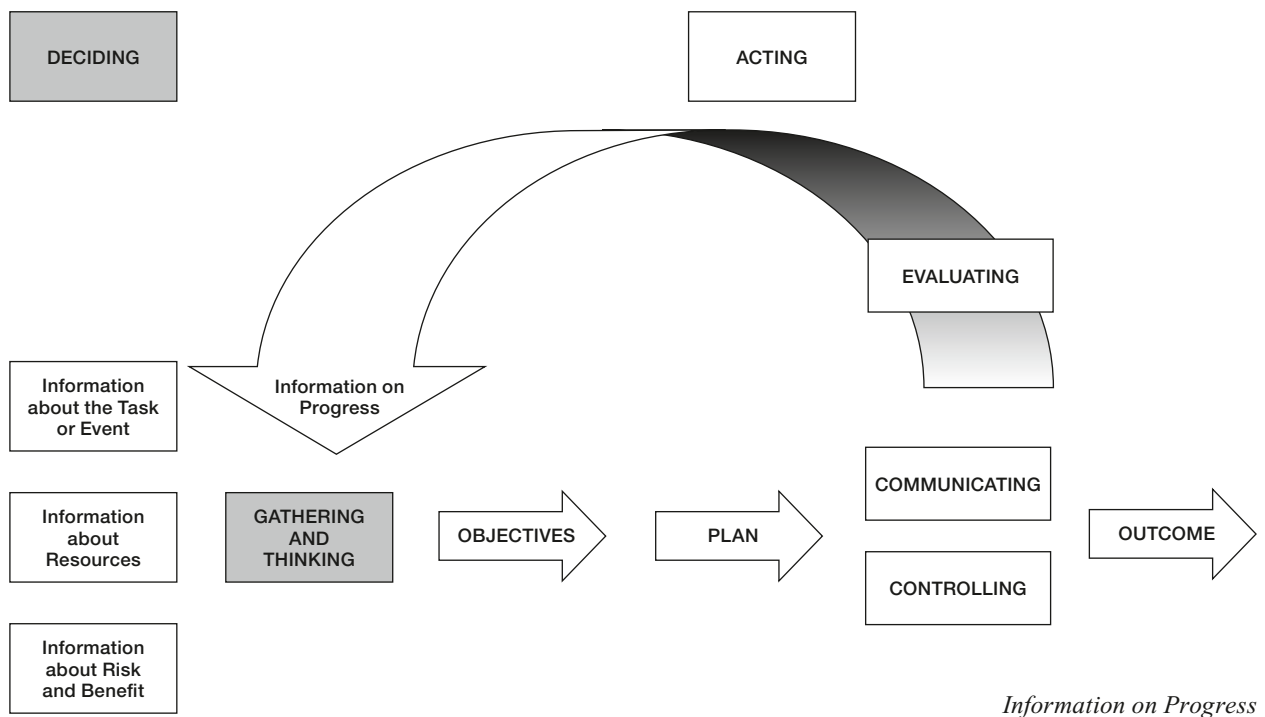 DECIDING
ACTING
EVALUATING
Information
about the Task
or Event
Information on
Progress
Information
about
Resources
GATHERING
AND
THINKING
OBJECTIVES
PLAN
COMMUNICATING
CONTROLLING
OUTCOME
Information
about Risk
and Benefit
Information on Progress